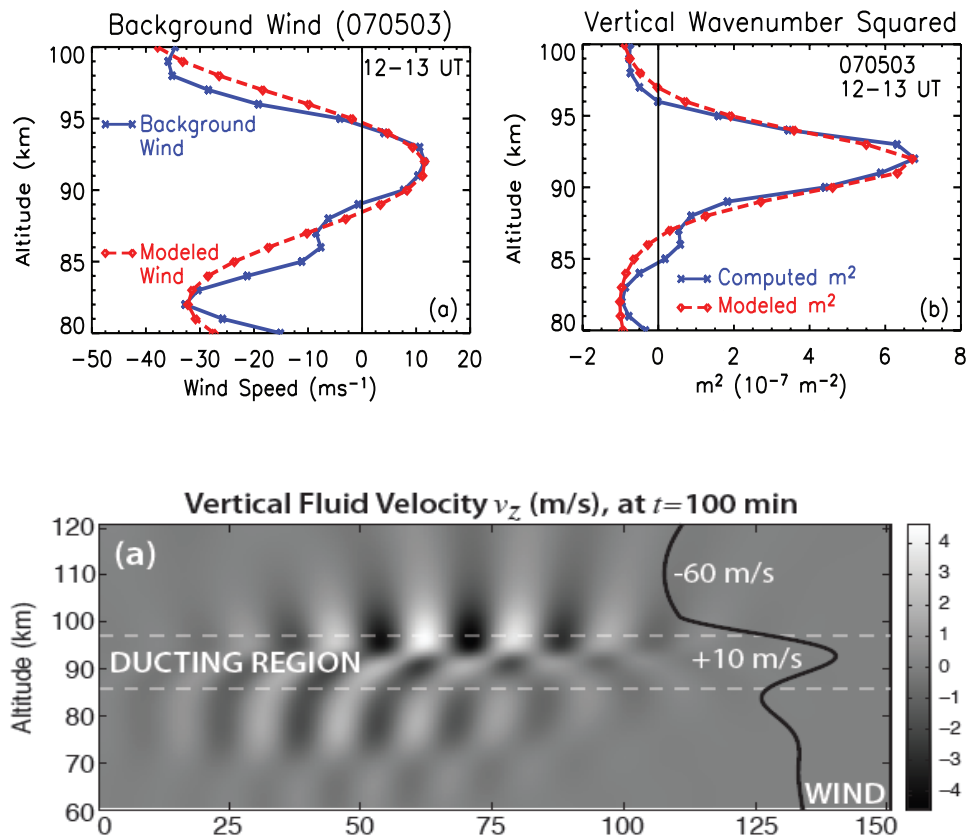 Background Wind (070503)
100
95
90
85
80
Altitude (km)
12–13 UT
Background
Wind
Modeled
Wind
(a)
−50 −40 −30 −20 −10 0 10 20
Wind Speed (ms⁻¹)
Vertical Wavenumber Squared
100
95
90
85
80
Altitude (km)
070503
12–13 UT
Computed m²
Modeled m²
(b)
−2 0 2 4 6 8
m² (10⁻⁷ m⁻²)
Vertical Fluid Velocity v_z (m/s), at t=100 min
120
110
100
90
80
70
60
Altitude (km)
(a)
-60 m/s
DUCTING REGION
+10 m/s
WIND
0 25 50 75 100 125 150
4
3
2
1
0
−1
−2
−3
−4